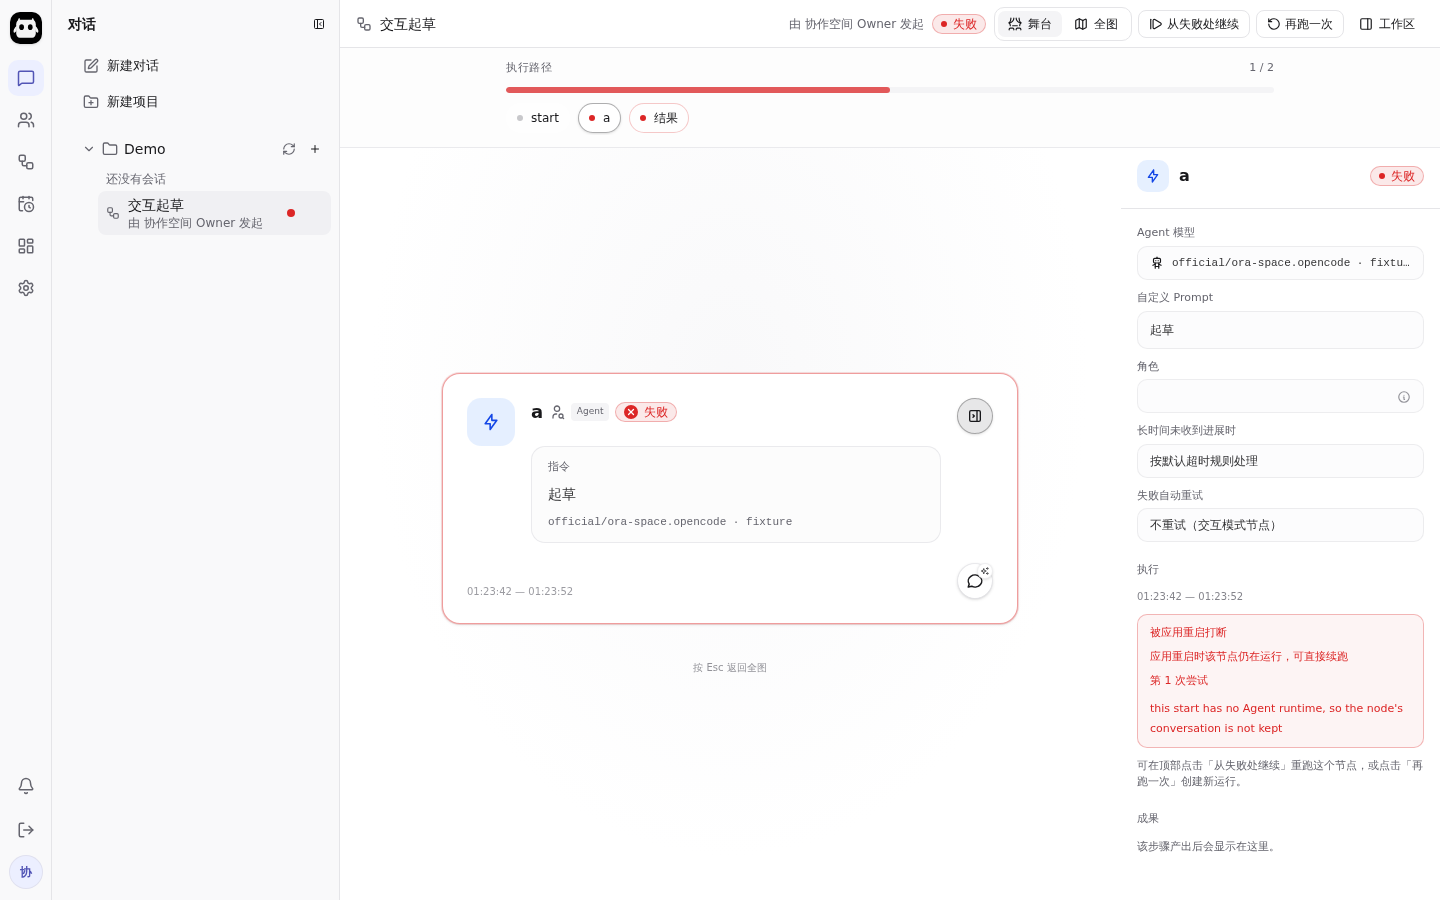 对话
新建对话
新建项目
Demo
还没有会话
交互起草
由 协作空间 Owner 发起
协
交互起草
由 协作空间 Owner 发起
失败
舞台
全图
从失败处继续
再跑一次
工作区
执行路径
1 / 2
start
a
结果
a
Agent
失败
指令
起草
official/ora-space.opencode · fixture
01:23:42 — 01:23:52
按 Esc 返回全图
a
失败
Agent 模型
official/ora-space.opencode · fixtu…
自定义 Prompt
起草
角色
长时间未收到进展时
按默认超时规则处理
失败自动重试
不重试（交互模式节点）
执行
01:23:42 — 01:23:52
被应用重启打断
应用重启时该节点仍在运行，可直接续跑
第 1 次尝试
this start has no Agent runtime, so the node's
conversation is not kept
可在顶部点击「从失败处继续」重跑这个节点，或点击「再
跑一次」创建新运行。
成果
该步骤产出后会显示在这里。